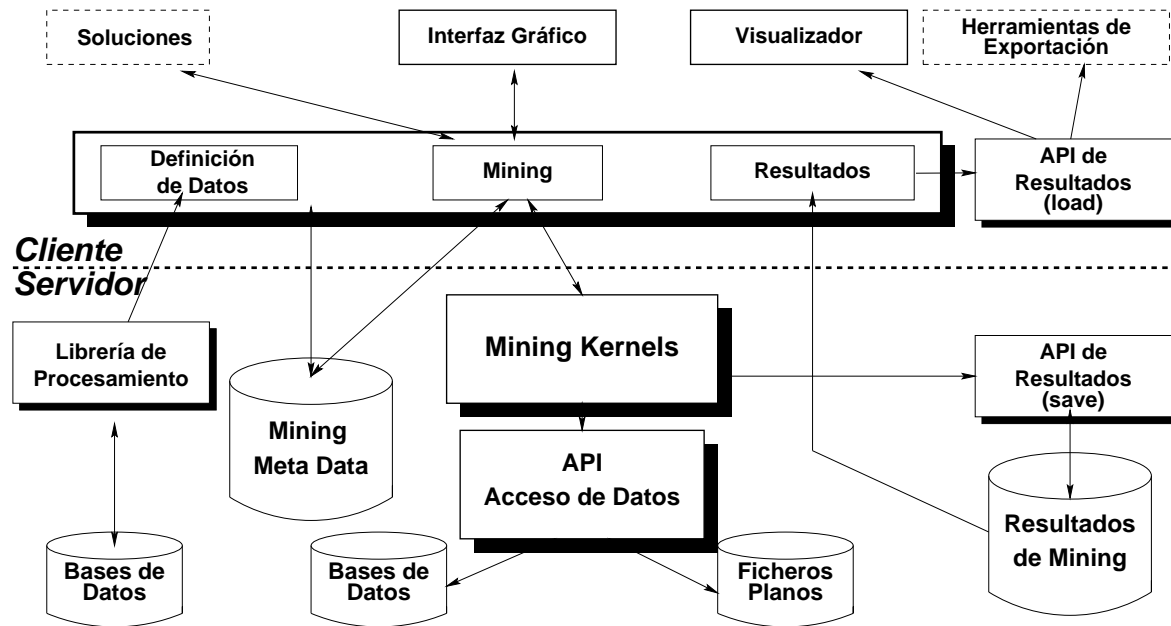 Soluciones
Interfaz Gráfico
Visualizador
Herramientas de
Exportación
Definición
de Datos
Mining
Resultados
API de
Resultados
(load)
Cliente
Servidor
Librería de
Procesamiento
Mining Kernels
API de
Resultados
(save)
Mining
Meta Data
API
Acceso de Datos
Resultados
de Mining
Bases de
Datos
Bases de
Datos
Ficheros
Planos